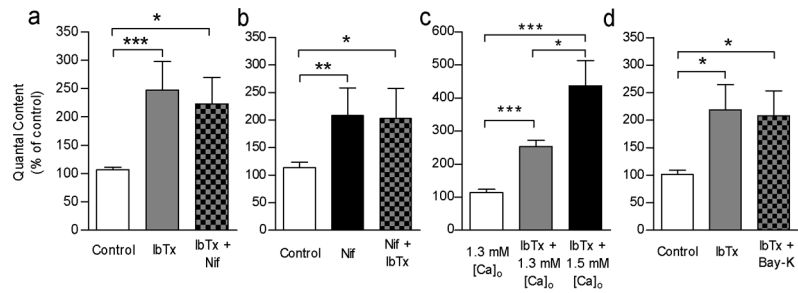 a
*
***
350
300
250
200
150
100
50
0
Quantal Content
(% of control)
Control
IbTx
IbTx +
Nif
b
*
**
350
300
250
200
150
100
50
0
Control
Nif
Nif +
IbTx
c
***
*
***
600
500
400
300
200
100
0
1.3 mM
[Ca]o
IbTx +
1.3 mM
[Ca]o
IbTx +
1.5 mM
[Ca]o
d
*
*
350
300
250
200
150
100
50
0
Control
IbTx
IbTx +
Bay-K